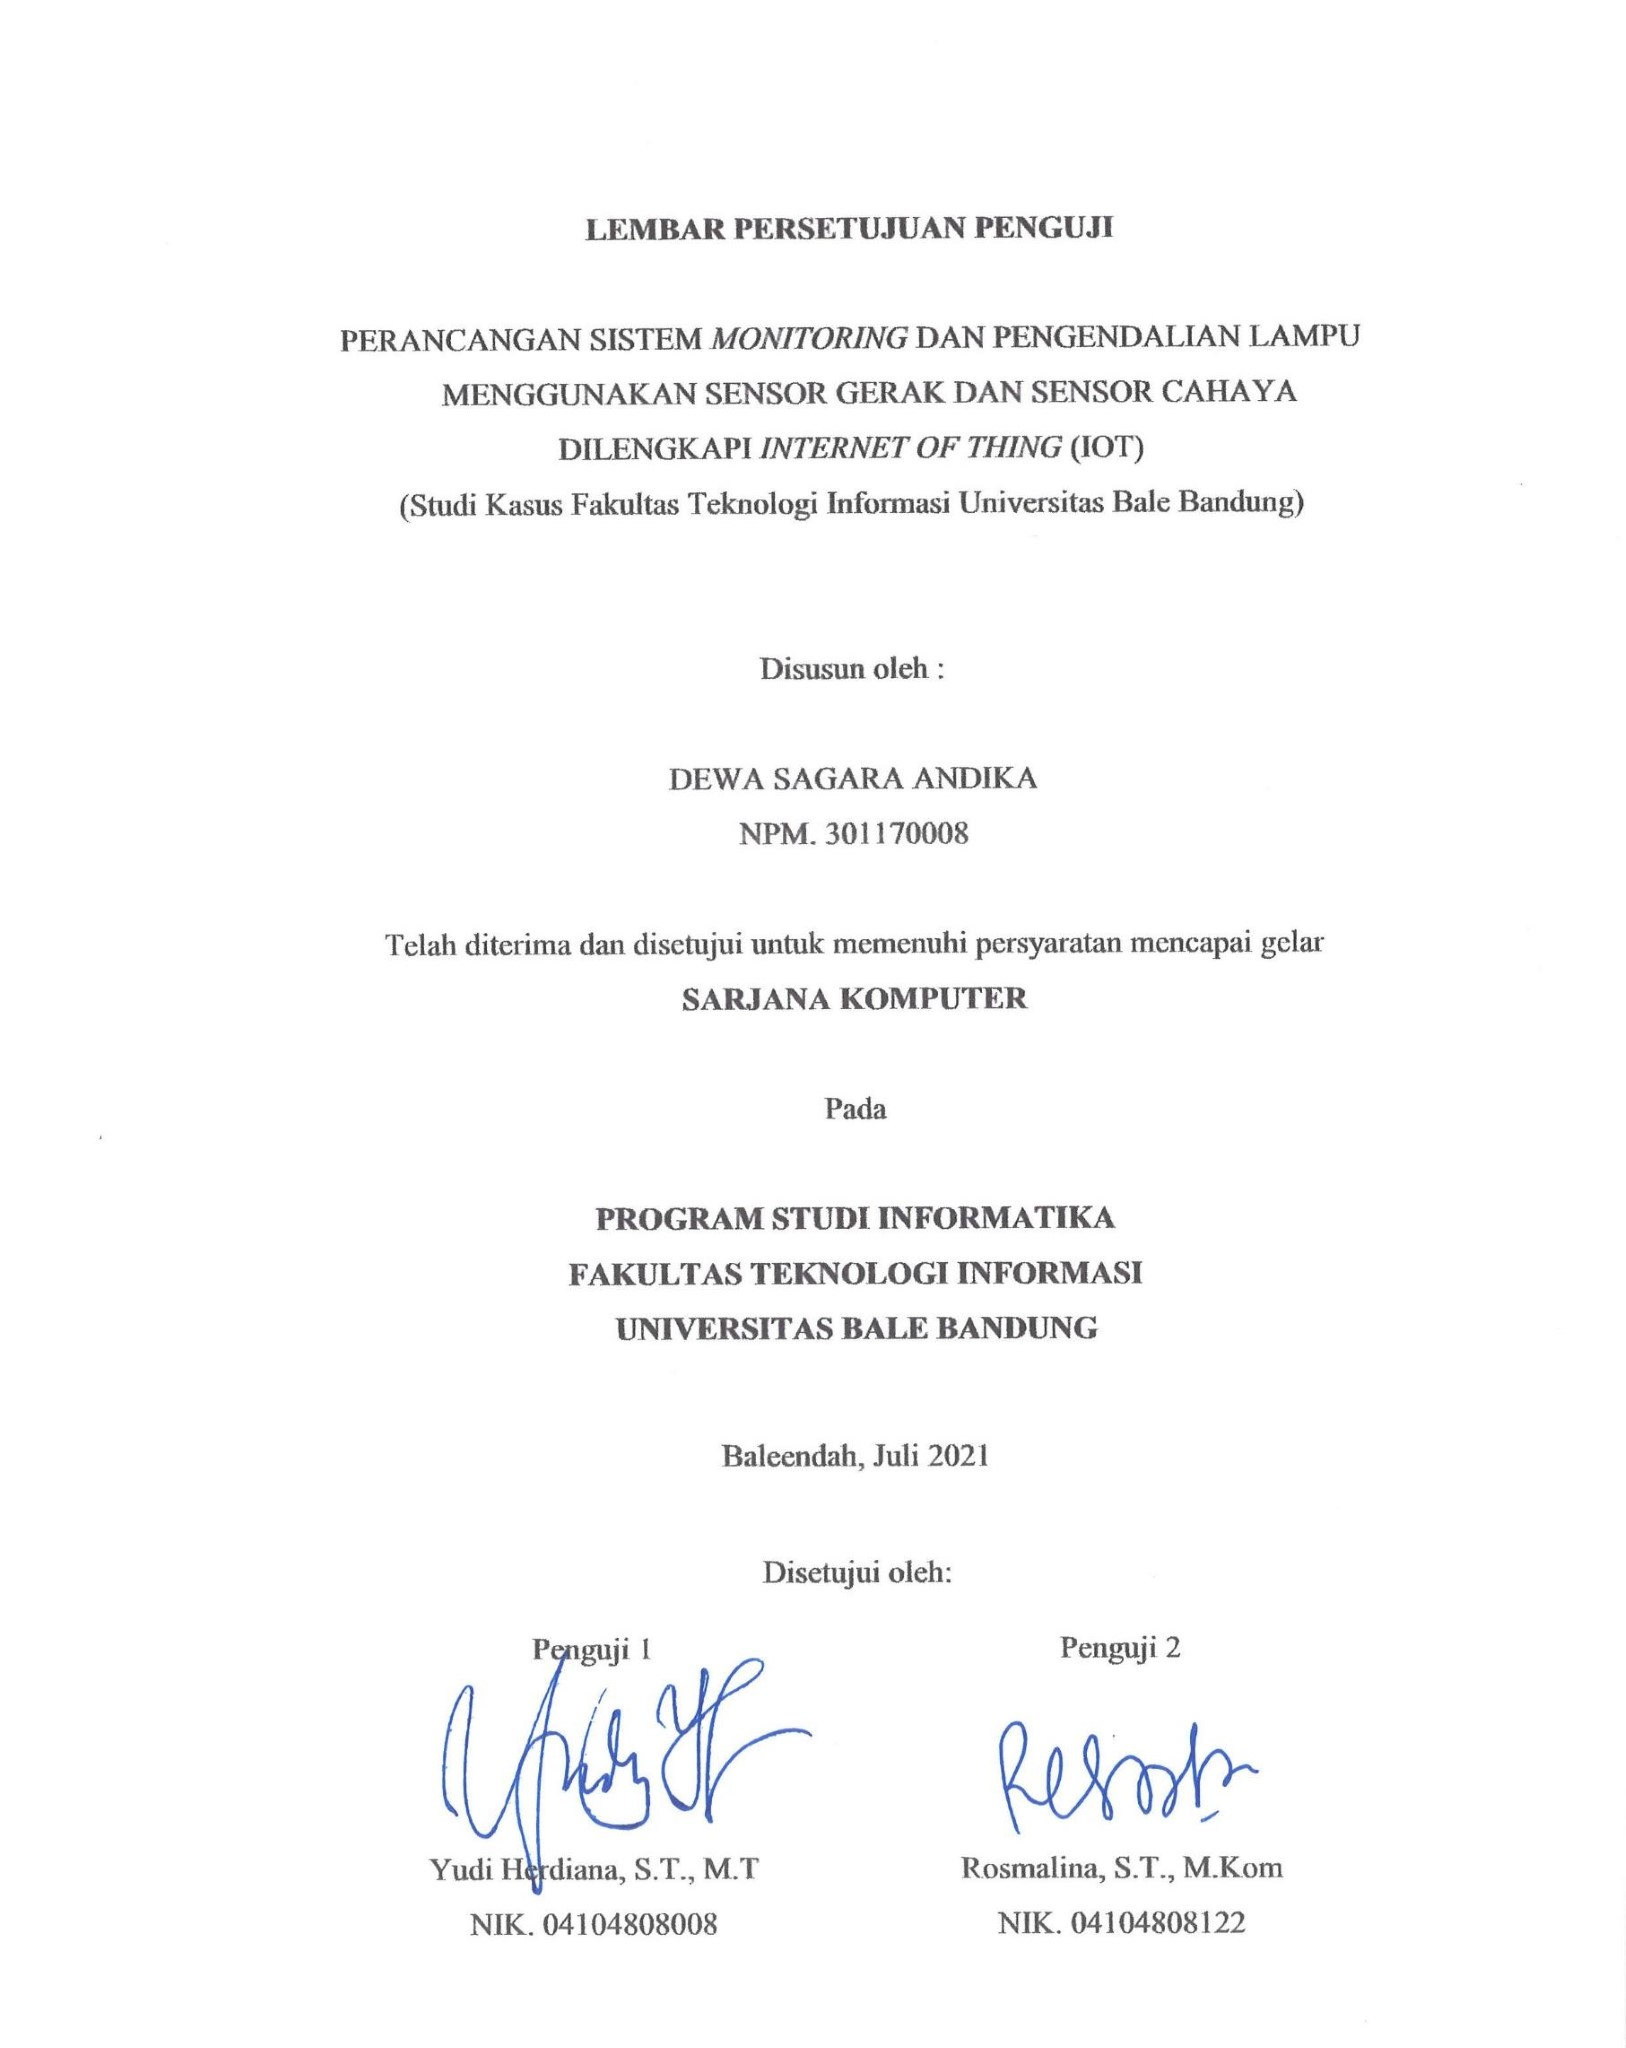 LEMBAR PERSETUJUAN PENGUJI
PERANCANGAN SISTEM MONITORING DAN PENGENDALIAN LAMPU
MENGGUNAKAN SENSOR GERAK DAN SENSOR CAHAYA
DILENGKAPI INTERNET OF THING (IOT)
(Studi Kasus Fakultas Teknologi Informasi Universitas Bale Bandung)
Disusun oleh :
DEWA SAGARA ANDIKA
NPM. 301170008
Telah diterima dan disetujui untuk memenuhi persyaratan mencapai gelar
SARJANA KOMPUTER
Pada
PROGRAM STUDI INFORMATIKA
FAKULTAS TEKNOLOGI INFORMASI
UNIVERSITAS BALE BANDUNG
Baleendah, Juli 2021
Disetujui oleh:
Penguji 1
Penguji 2
Yudi Herdiana, S.T., M.T
Rosmalina, S.T., M.Kom
NIK. 04104808008
NIK. 04104808122